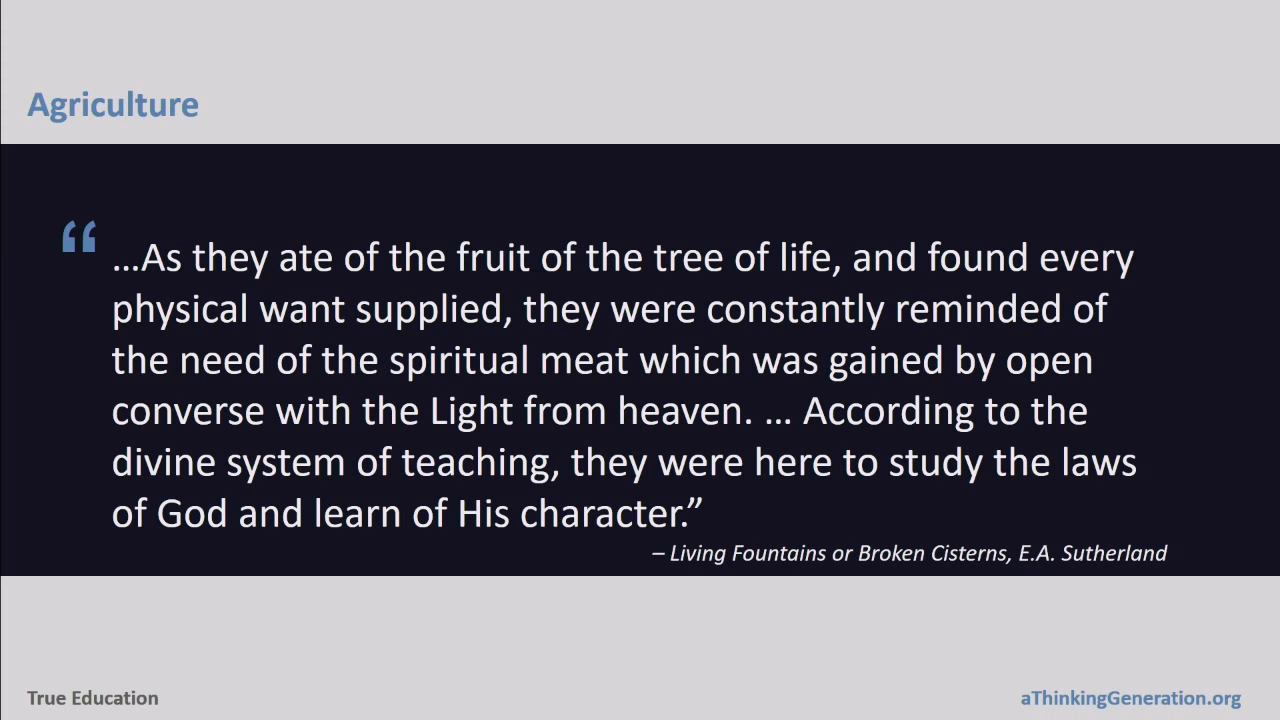 Agriculture
“
…As they ate of the fruit of the tree of life, and found every
physical want supplied, they were constantly reminded of
the need of the spiritual meat which was gained by open
converse with the Light from heaven. … According to the
divine system of teaching, they were here to study the laws
of God and learn of His character.”
– Living Fountains or Broken Cisterns, E.A. Sutherland
True Education
aThinkingGeneration.org